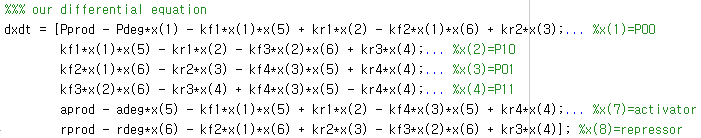 %%% our differential equation
dxdt = [Pprod - Pdeg*x(1) - kf1*x(1)*x(5) + kr1*x(2) - kf2*x(1)*x(6) + kr2*x(3);... %x(1)=P00
kf1*x(1)*x(5) - kr1*x(2) - kf3*x(2)*x(6) + kr3*x(4);... %x(2)=P10
kf2*x(1)*x(6) - kr2*x(3) - kf4*x(3)*x(5) + kr4*x(4);... %x(3)=P01
kf3*x(2)*x(6) - kr3*x(4) + kf4*x(3)*x(5) - kr4*x(4);... %x(4)=P11
aprod - adeg*x(5) - kf1*x(1)*x(5) + kr1*x(2) - kf4*x(3)*x(5) + kr4*x(4);... %x(7)=activator
rprod - rdeg*x(6) - kf2*x(1)*x(6) + kr2*x(3) - kf3*x(2)*x(6) + kr3*x(4)]; %x(8)=repressor